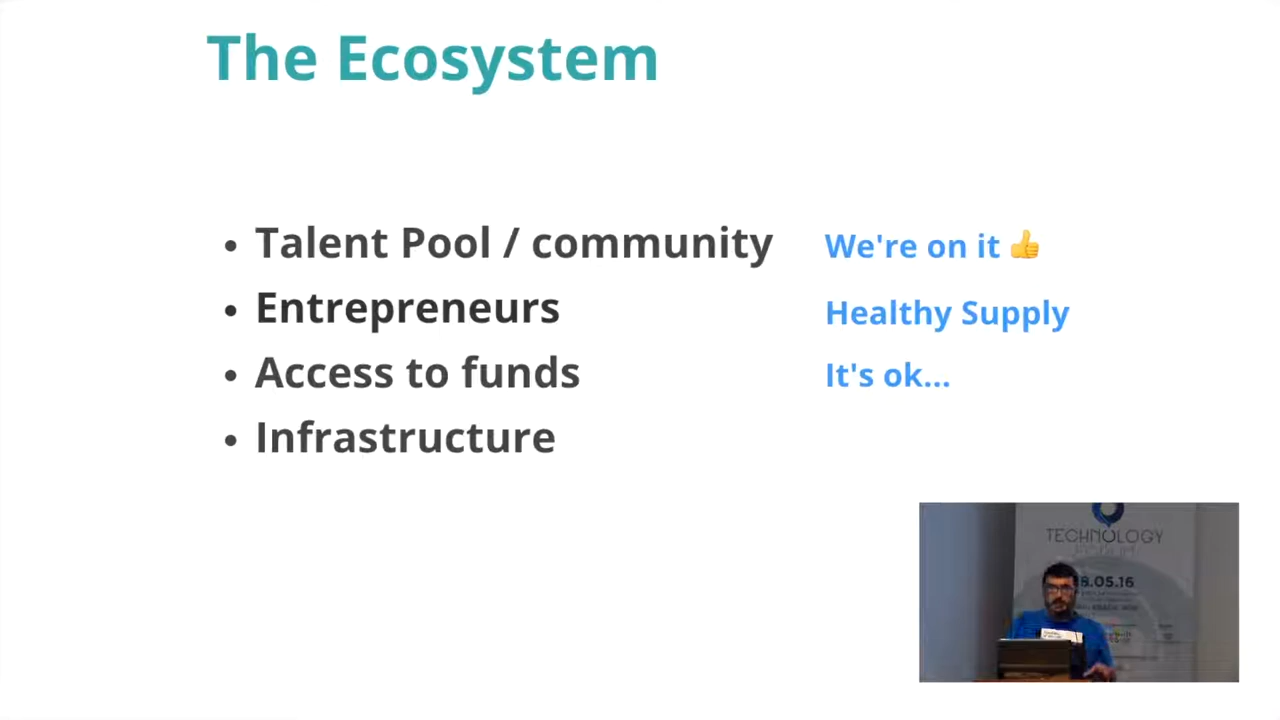 The Ecosystem
• Talent Pool / community We're on it 👍
• Entrepreneurs Healthy Supply
• Access to funds It's ok...
• Infrastructure
TECHNOLOGY
8.05.16